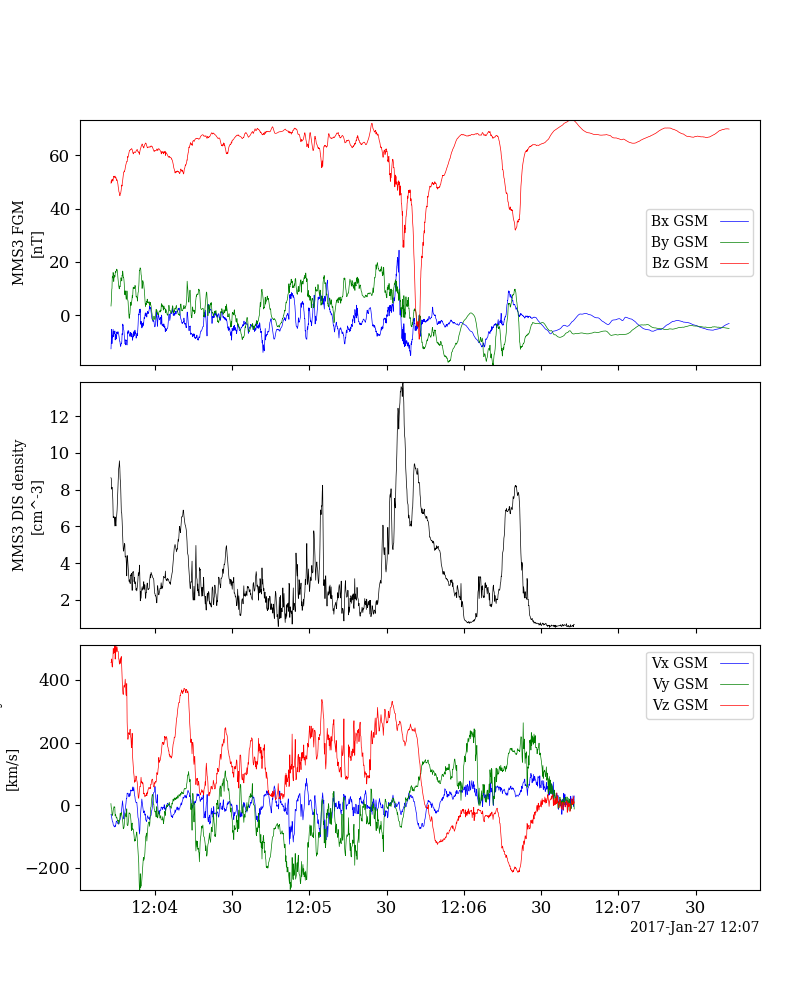 60
40
20
0
MMS3 FGM
[nT]
Bx GSM
By GSM
Bz GSM
12
10
8
6
4
2
MMS3 DIS density
[cm^-3]
400
200
0
−200
[km/s]
Vx GSM
Vy GSM
Vz GSM
12:04 30 12:05 30 12:06 30 12:07 30
2017-Jan-27 12:07